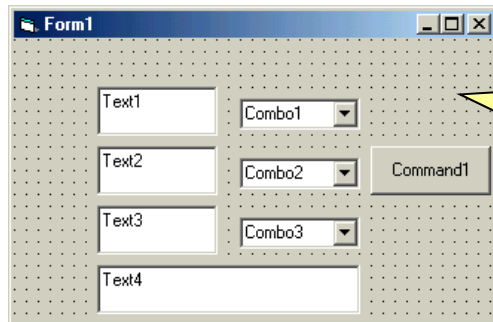 Form1
Text1
Combo1
Text2
Combo2
Command1
Text3
Combo3
Text4